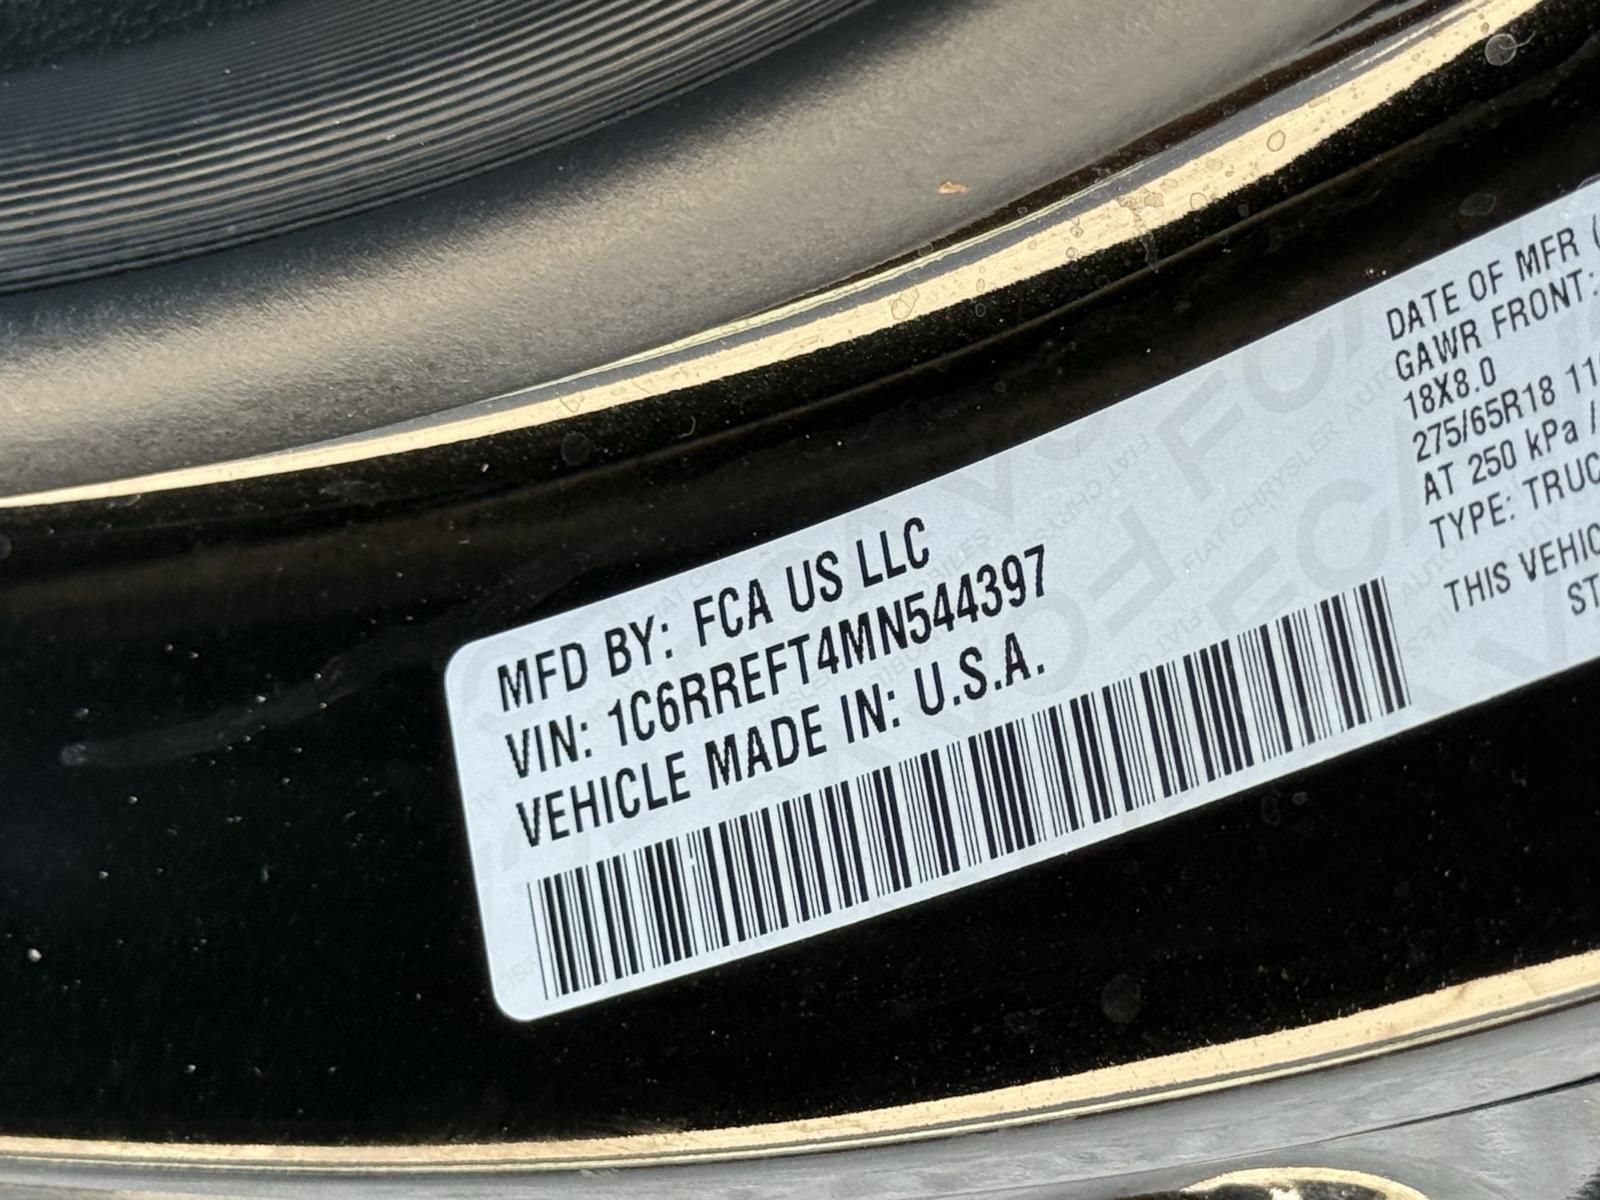 MFD BY: FCA US LLC
VIN: 1C6RREFT4MN544397
VEHICLE MADE IN: U.S.A.
DATE OF MFR
GAWR FRONT:
18X8.0
275/65R18
AT 250 kPa /
TYPE:
THIS